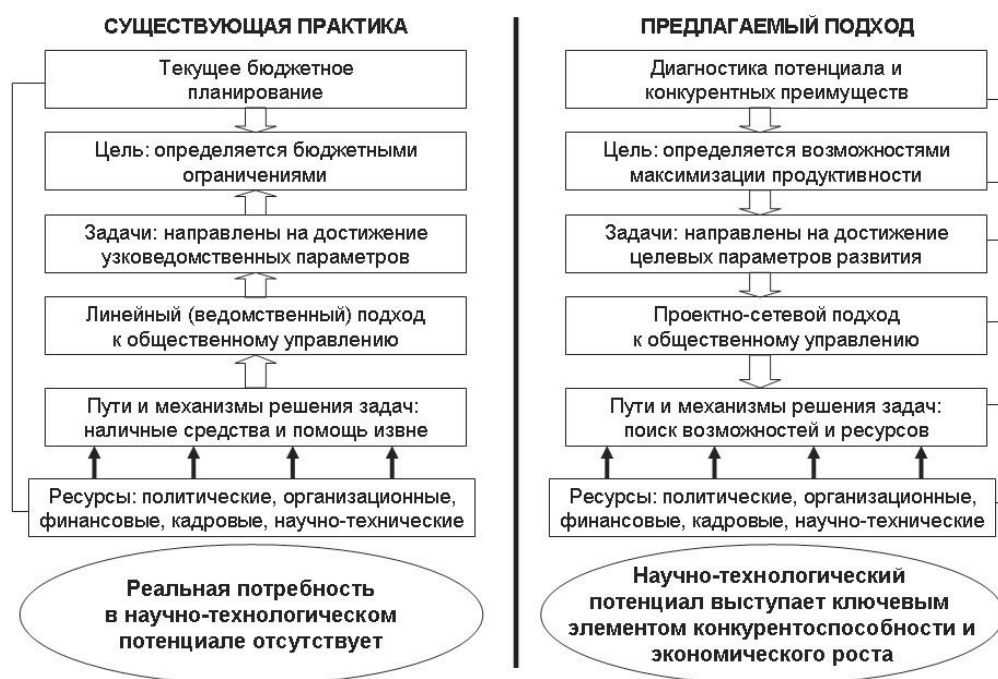 СУЩЕСТВУЮЩАЯ ПРАКТИКА
Текущее бюджетное
планирование
Цель: определяется бюджетными
ограничениями
Задачи: направлены на достижение
узковедомственных параметров
Линейный (ведомственный) подход
к общественному управлению
Пути и механизмы решения задач:
наличные средства и помощь извне
Ресурсы: политические, организационные,
финансовые, кадровые, научно-технические
Реальная потребность
в научно-технологическом
потенциале отсутствует
ПРЕДЛАГАЕМЫЙ ПОДХОД
Диагностика потенциала и
конкурентных преимуществ
Цель: определяется возможностями
максимизации продуктивности
Задачи: направлены на достижение
целевых параметров развития
Проектно-сетевой подход
к общественному управлению
Пути и механизмы решения задач:
поиск возможностей и ресурсов
Ресурсы: политические, организационные,
финансовые, кадровые, научно-технические
Научно-технологический
потенциал выступает ключевым
элементом конкурентоспособности и
экономического роста